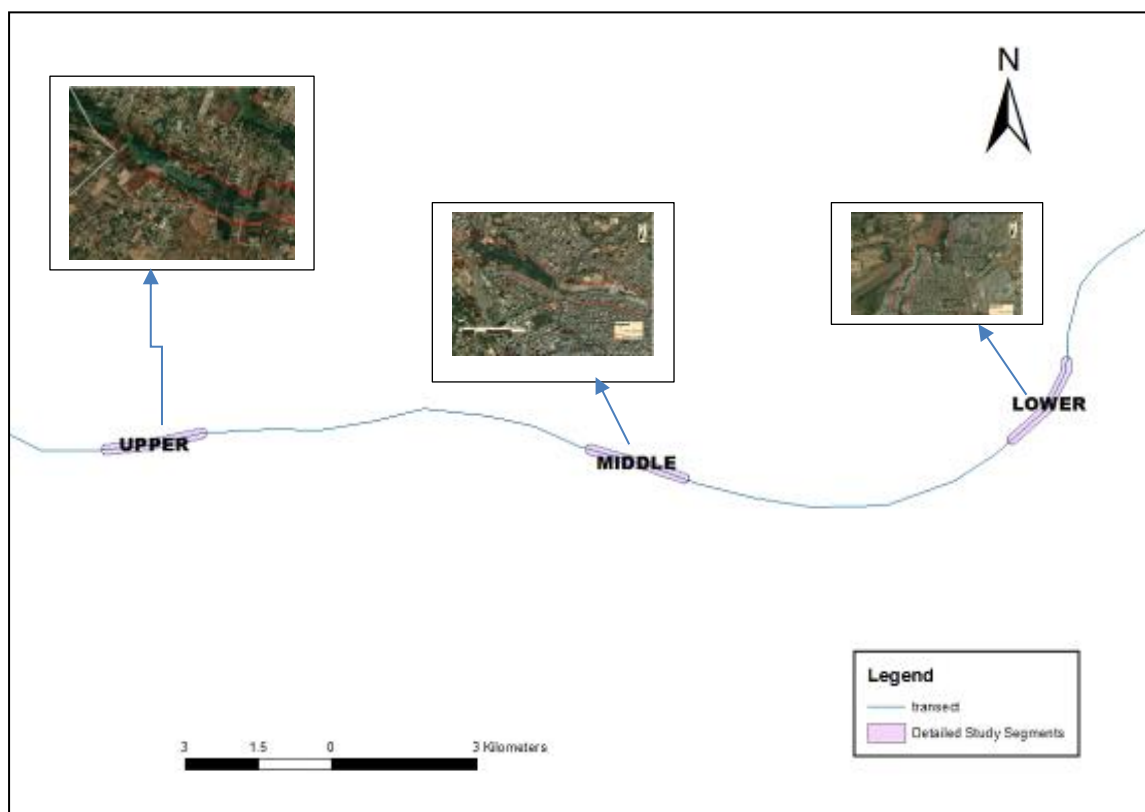 N
UPPER
MIDDLE
LOWER
Legend
transect
Detailed Study Segments
3 1.5 0 3 Kilometers